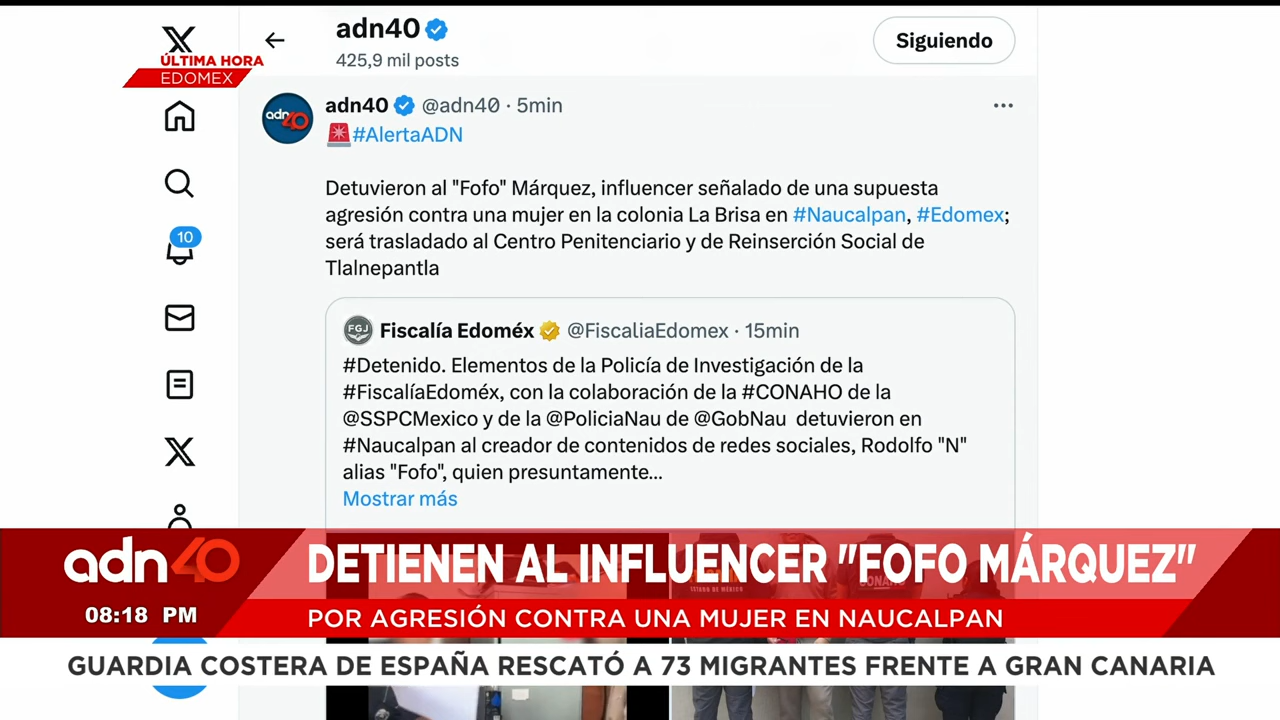 ÚLTIMA HORA
EDOMEX
adn40
425,9 mil posts
Siguiendo
adn40
adn40 @adn40 · 5min
#AlertaADN
Detuvieron al "Fofo" Márquez, influencer señalado de una supuesta
agresión contra una mujer en la colonia La Brisa en #Naucalpan, #Edomex;
será trasladado al Centro Penitenciario y de Reinserción Social de
Tlalnepantla
10
FGJ
Fiscalía Edoméx @FiscaliaEdomex · 15min
#Detenido. Elementos de la Policía de Investigación de la
#FiscalíaEdoméx, con la colaboración de la #CONAHO de la
@SSPCMexico y de la @PoliciaNau de @GobNau detuvieron en
#Naucalpan al creador de contenidos de redes sociales, Rodolfo "N"
alias "Fofo", quien presuntamente...
Mostrar más
ESTADO DE MÉXICO
CONAHO
adn40
DETIENEN AL INFLUENCER "FOFO MÁRQUEZ"
08:18 PM
POR AGRESIÓN CONTRA UNA MUJER EN NAUCALPAN
GUARDIA COSTERA DE ESPAÑA RESCATÓ A 73 MIGRANTES FRENTE A GRAN CANARIA